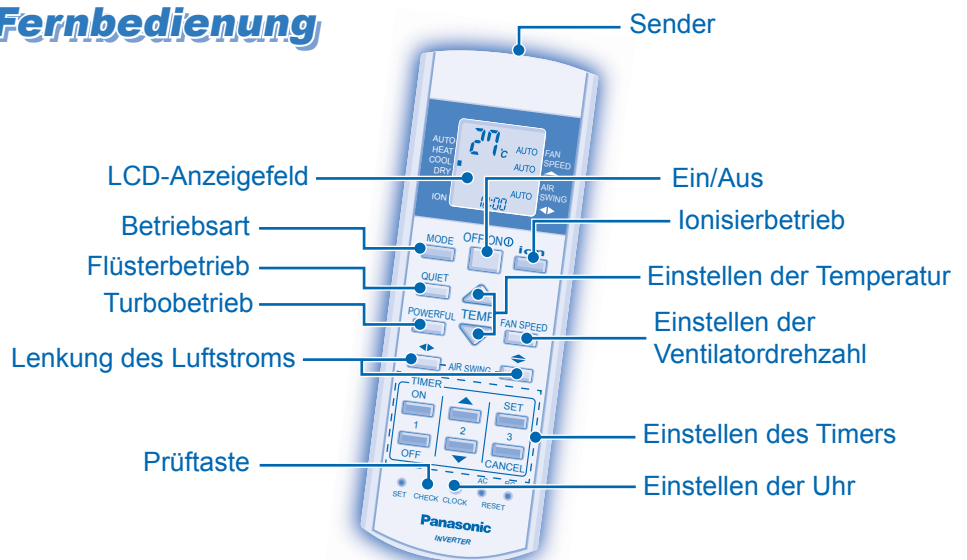 Fernbedienung
Sender
AUTO
HEAT
COOL
DRY
ION
27°c
AUTO
AUTO
AUTO
12:00
FAN
SPEED
AIR
SWING
LCD-Anzeigefeld
Ein/Aus
Betriebsart
Ionisierbetrieb
MODE
OFF/ON
ion
Flüsterbetrieb
QUIET
Einstellen der Temperatur
Turbobetrieb
POWERFUL
TEMP
FAN SPEED
Einstellen der
Ventilatordrehzahl
Lenkung des Luftstroms
AIR SWING
TIMER
ON
SET
1
2
3
OFF
CANCEL
Einstellen des Timers
Prüftaste
Einstellen der Uhr
SET
CHECK
CLOCK
AC
RESET
Panasonic
INVERTER